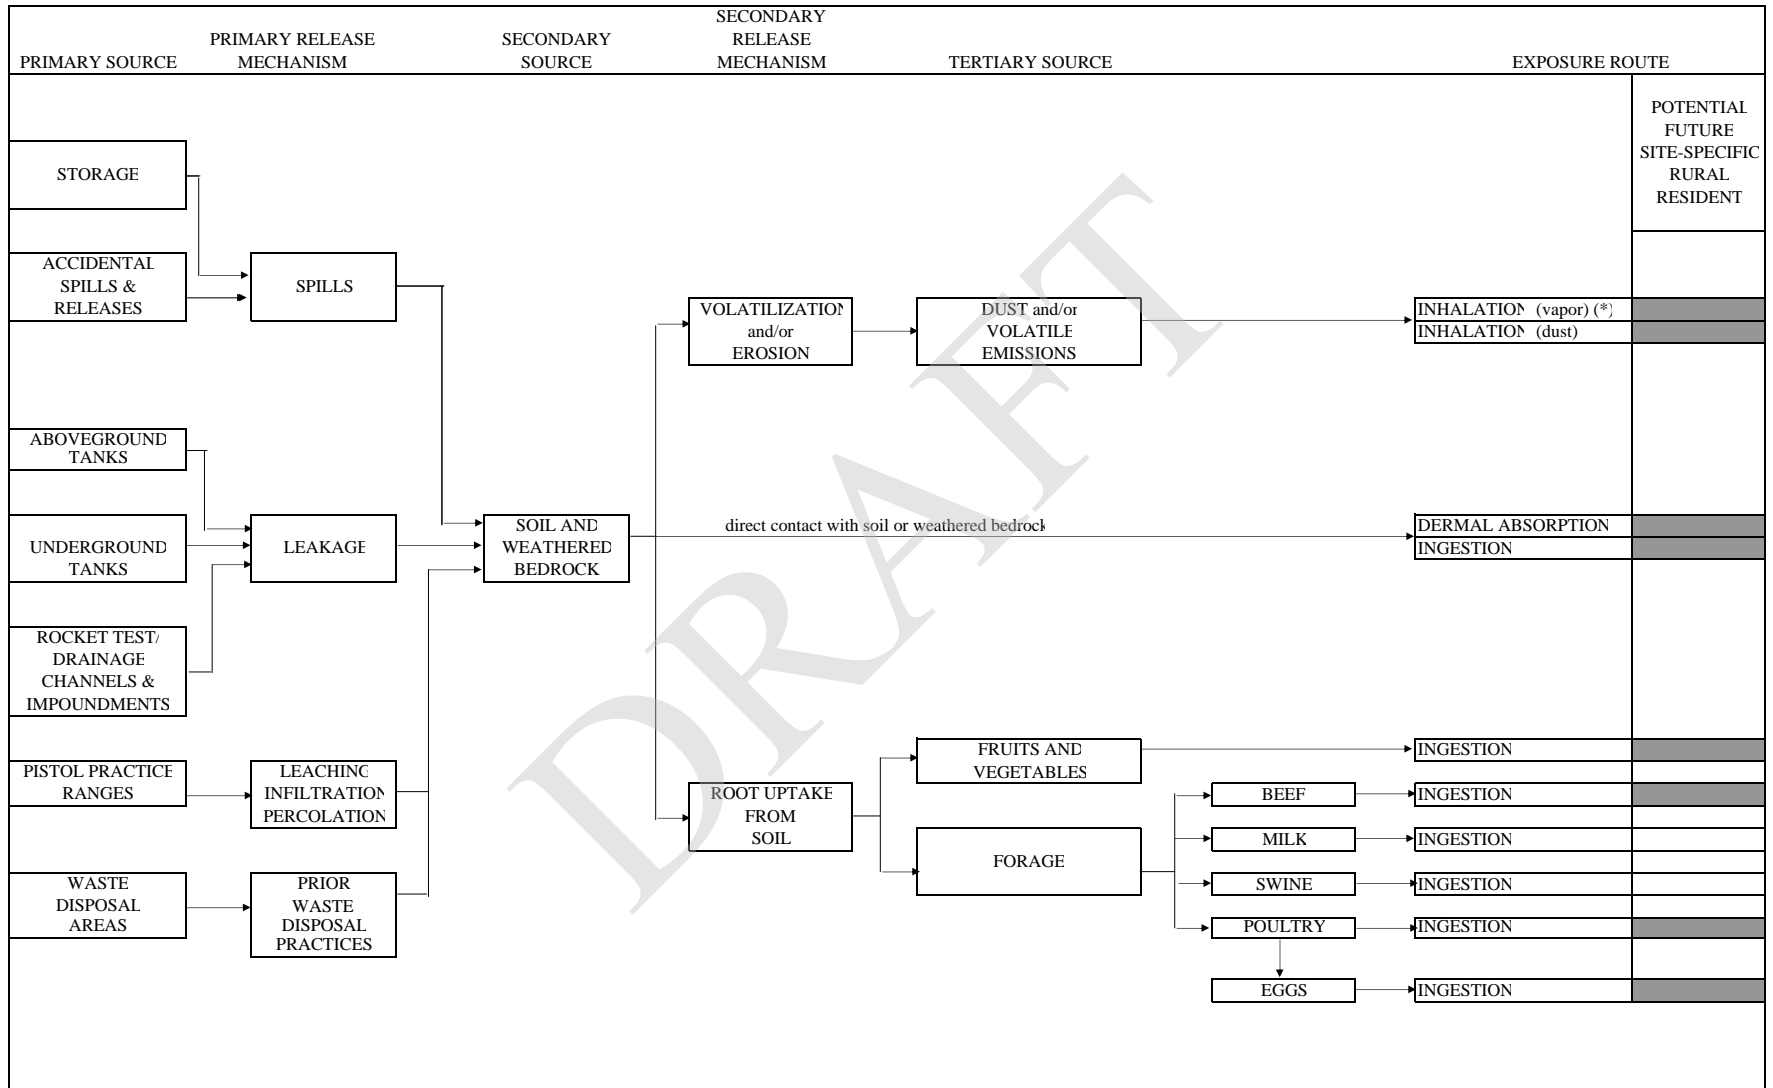 PRIMARY SOURCE
PRIMARY RELEASE
MECHANISM
SECONDARY
SOURCE
SECONDARY
RELEASE
MECHANISM
TERTIARY SOURCE
EXPOSURE ROUTE
POTENTIAL
FUTURE
SITE-SPECIFIC
RURAL
RESIDENT
STORAGE
ACCIDENTAL
SPILLS &
RELEASES
SPILLS
VOLATILIZATION
and/or
EROSION
DUST and/or
VOLATILE
EMISSIONS
INHALATION (vapor) (*)
INHALATION (dust)
ABOVEGROUND
TANKS
UNDERGROUND
TANKS
LEAKAGE
SOIL AND
WEATHERED
BEDROCK
direct contact with soil or weathered bedrock
DERMAL ABSORPTION
INGESTION
ROCKET TEST/
DRAINAGE
CHANNELS &
IMPOUNDMENTS
PISTOL PRACTICE
RANGES
LEACHING
INFILTRATION
PERCOLATION
ROOT UPTAKE
FROM
SOIL
FRUITS AND
VEGETABLES
INGESTION
BEEF
INGESTION
MILK
INGESTION
FORAGE
SWINE
INGESTION
WASTE
DISPOSAL
AREAS
PRIOR
WASTE
DISPOSAL
PRACTICES
POULTRY
INGESTION
EGGS
INGESTION
DRAFT